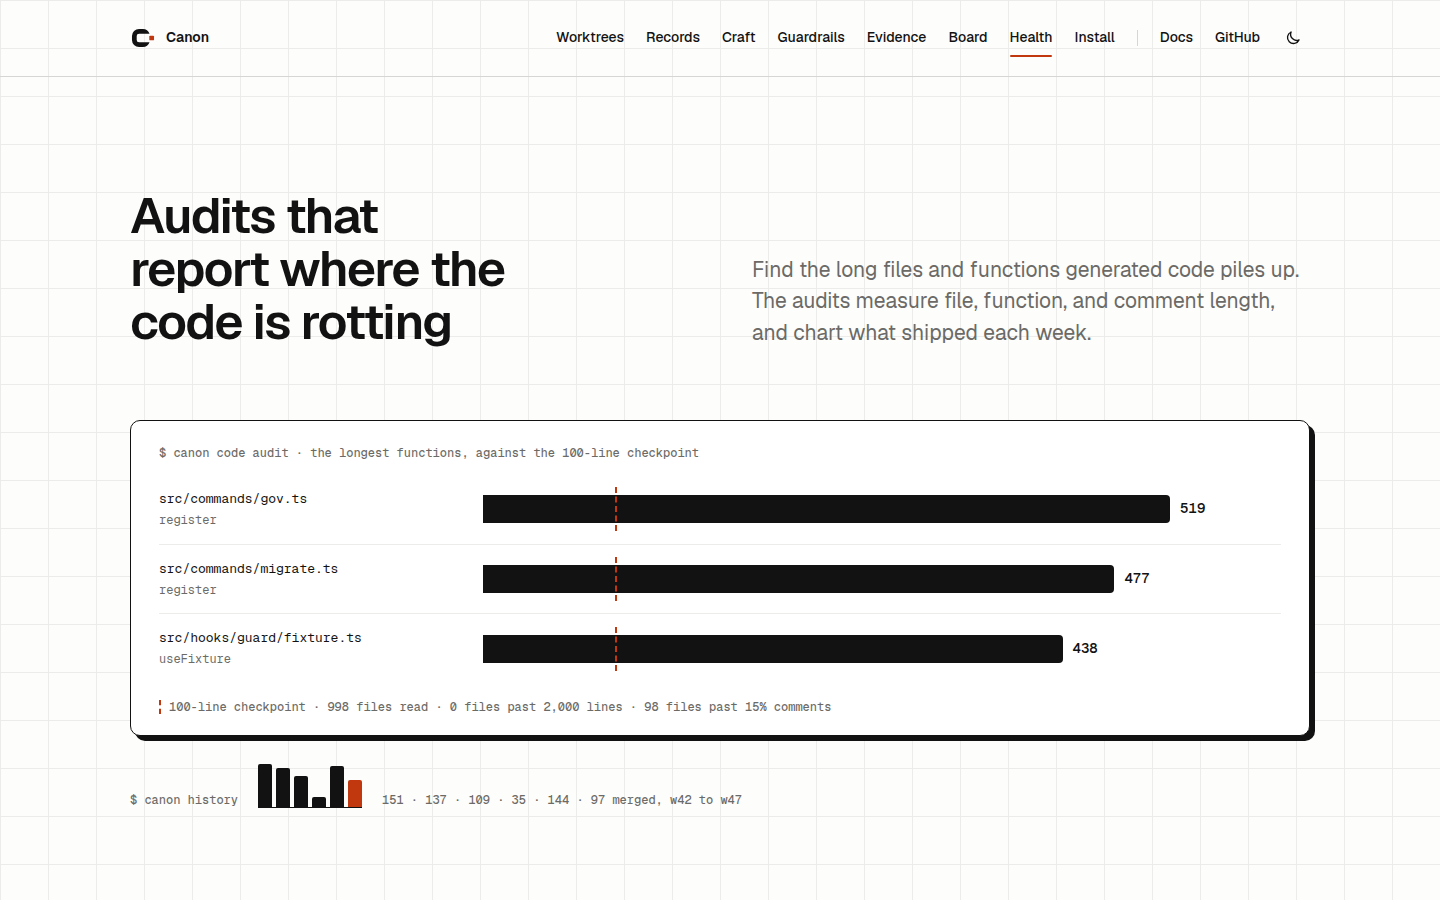 Canon
Worktrees Records Craft Guardrails Evidence Board Health Install Docs GitHub
Audits that
report where the
code is rotting
Find the long files and functions generated code piles up.
The audits measure file, function, and comment length,
and chart what shipped each week.
$ canon code audit · the longest functions, against the 100-line checkpoint
src/commands/gov.ts
register
519
src/commands/migrate.ts
register
477
src/hooks/guard/fixture.ts
useFixture
438
100-line checkpoint · 998 files read · 0 files past 2,000 lines · 98 files past 15% comments
$ canon history 151 · 137 · 109 · 35 · 144 · 97 merged, w42 to w47